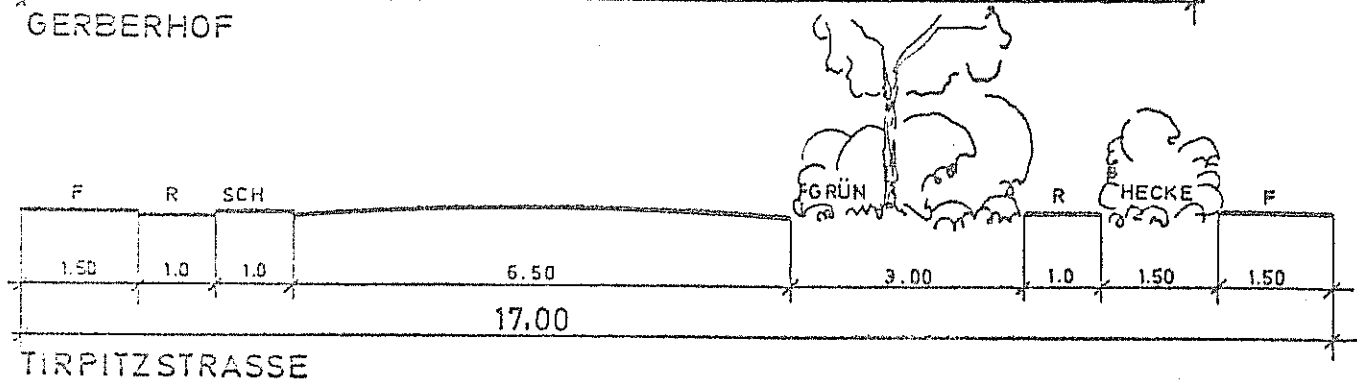 GERBERHOF
F R SCH GRÜN R HECKE F
1.50 1.0 1.0 6.50 3.00 1.0 1.50 1.50
17.00
TIRPITZSTRASSE